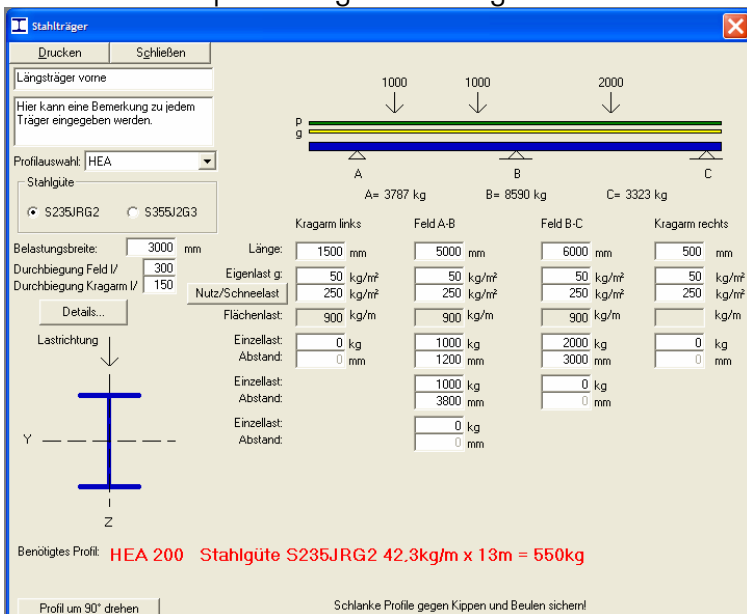 Stahlträger
Drucken Schließen
Längsträger vorne
Hier kann eine Bemerkung zu jedem
Träger eingegeben werden.
Profilauswahl: HEA
Stahlgüte
S235JRG2 S355J2G3
1000 1000 2000
p
g
A B C
A= 3787 kg B= 8590 kg C= 3323 kg
Kragarm links Feld A-B Feld B-C Kragarm rechts
Belastungsbreite: 3000 mm
Durchbiegung Feld l/ 300
Durchbiegung Kragarm l/ 150
Details...
Lastrichtung
Länge: 1500 mm 5000 mm 6000 mm 500 mm
Eigenlast g: 50 kg/m² 50 kg/m² 50 kg/m² 50 kg/m²
Nutz/Schneelast 250 kg/m² 250 kg/m² 250 kg/m² 250 kg/m²
Flächenlast: 900 kg/m 900 kg/m 900 kg/m kg/m
Einzellast: 0 kg 1000 kg 2000 kg 0 kg
Abstand: 0 mm 1200 mm 3000 mm 0 mm
Einzellast: 1000 kg 0 kg
Abstand: 3800 mm 0 mm
Einzellast: 0 kg
Abstand: 0 mm
Y
Z
Benötigtes Profil: HEA 200 Stahlgüte S235JRG2 42,3kg/m x 13m = 550kg
Profil um 90° drehen
Schlanke Profile gegen Kippen und Beulen sichern!